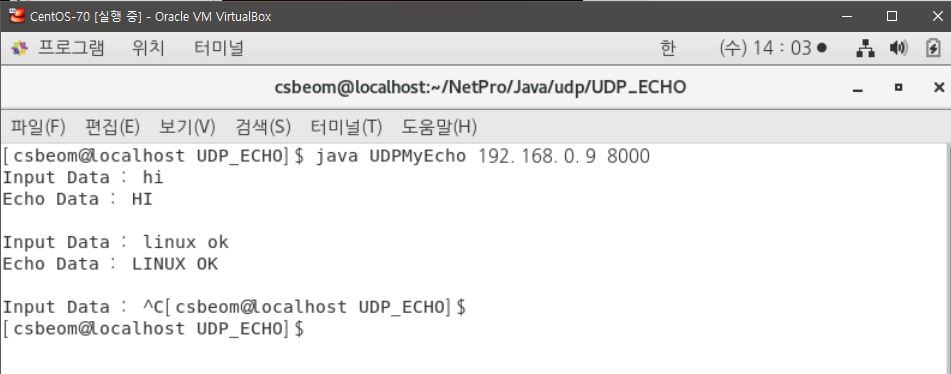 CentOS-70 [실행 중] - Oracle VM VirtualBox
프로그램 위치 터미널 한 (수) 14 : 03 ●
csbeom@localhost:~/NetPro/Java/udp/UDP_ECHO
파일(F) 편집(E) 보기(V) 검색(S) 터미널(T) 도움말(H)
[csbeom@localhost UDP_ECHO]$ java UDPMyEcho 192.168.0.9 8000
Input Data : hi
Echo Data : HI
Input Data : linux ok
Echo Data : LINUX OK
Input Data : ^C[csbeom@localhost UDP_ECHO]$
[csbeom@localhost UDP_ECHO]$